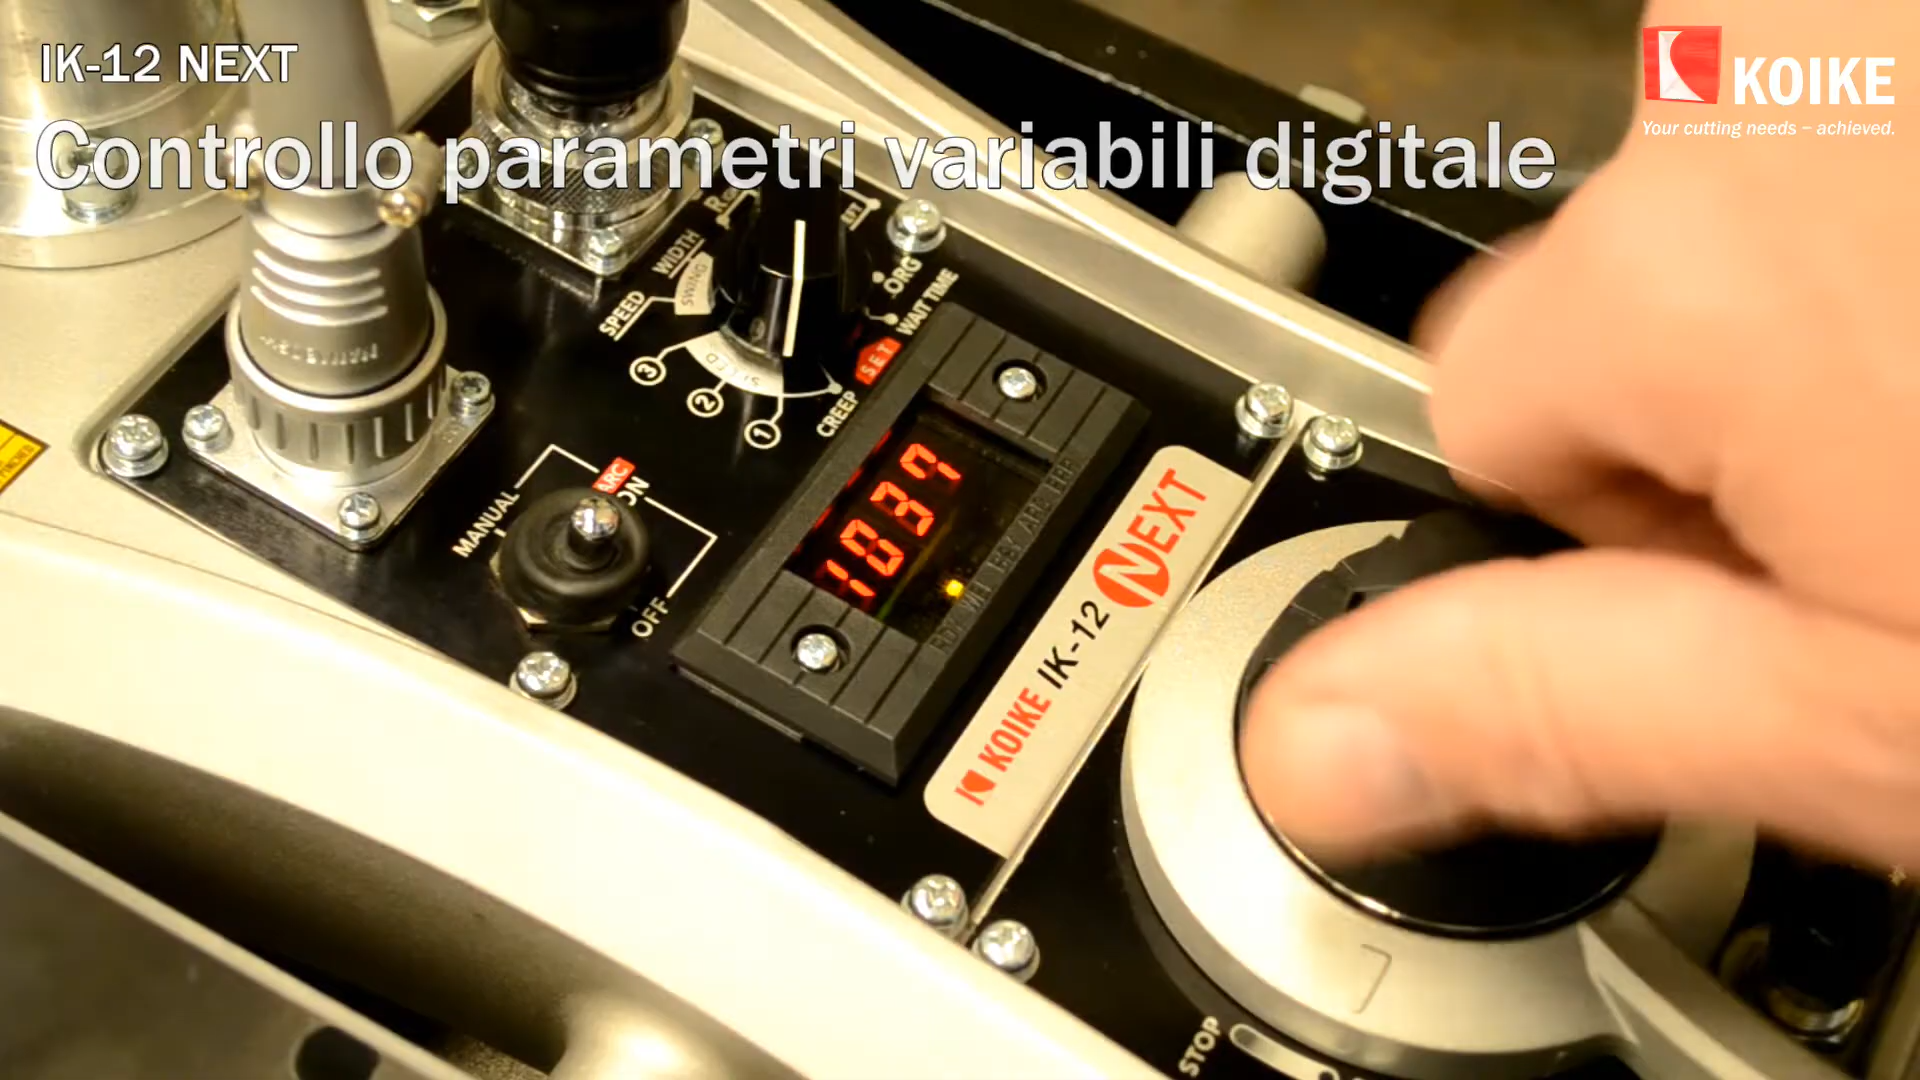 IK-12 NEXT
Controllo parametri variabili digitale
KOIKE
Your cutting needs – achieved.
WIDTH
SWING
SPEED
ORG
WAIT TIME
SET
3
2
1
SPEED
CREEP
MANUAL
ARC
ON
OFF
KOIKE IK-12 NEXT
STOP